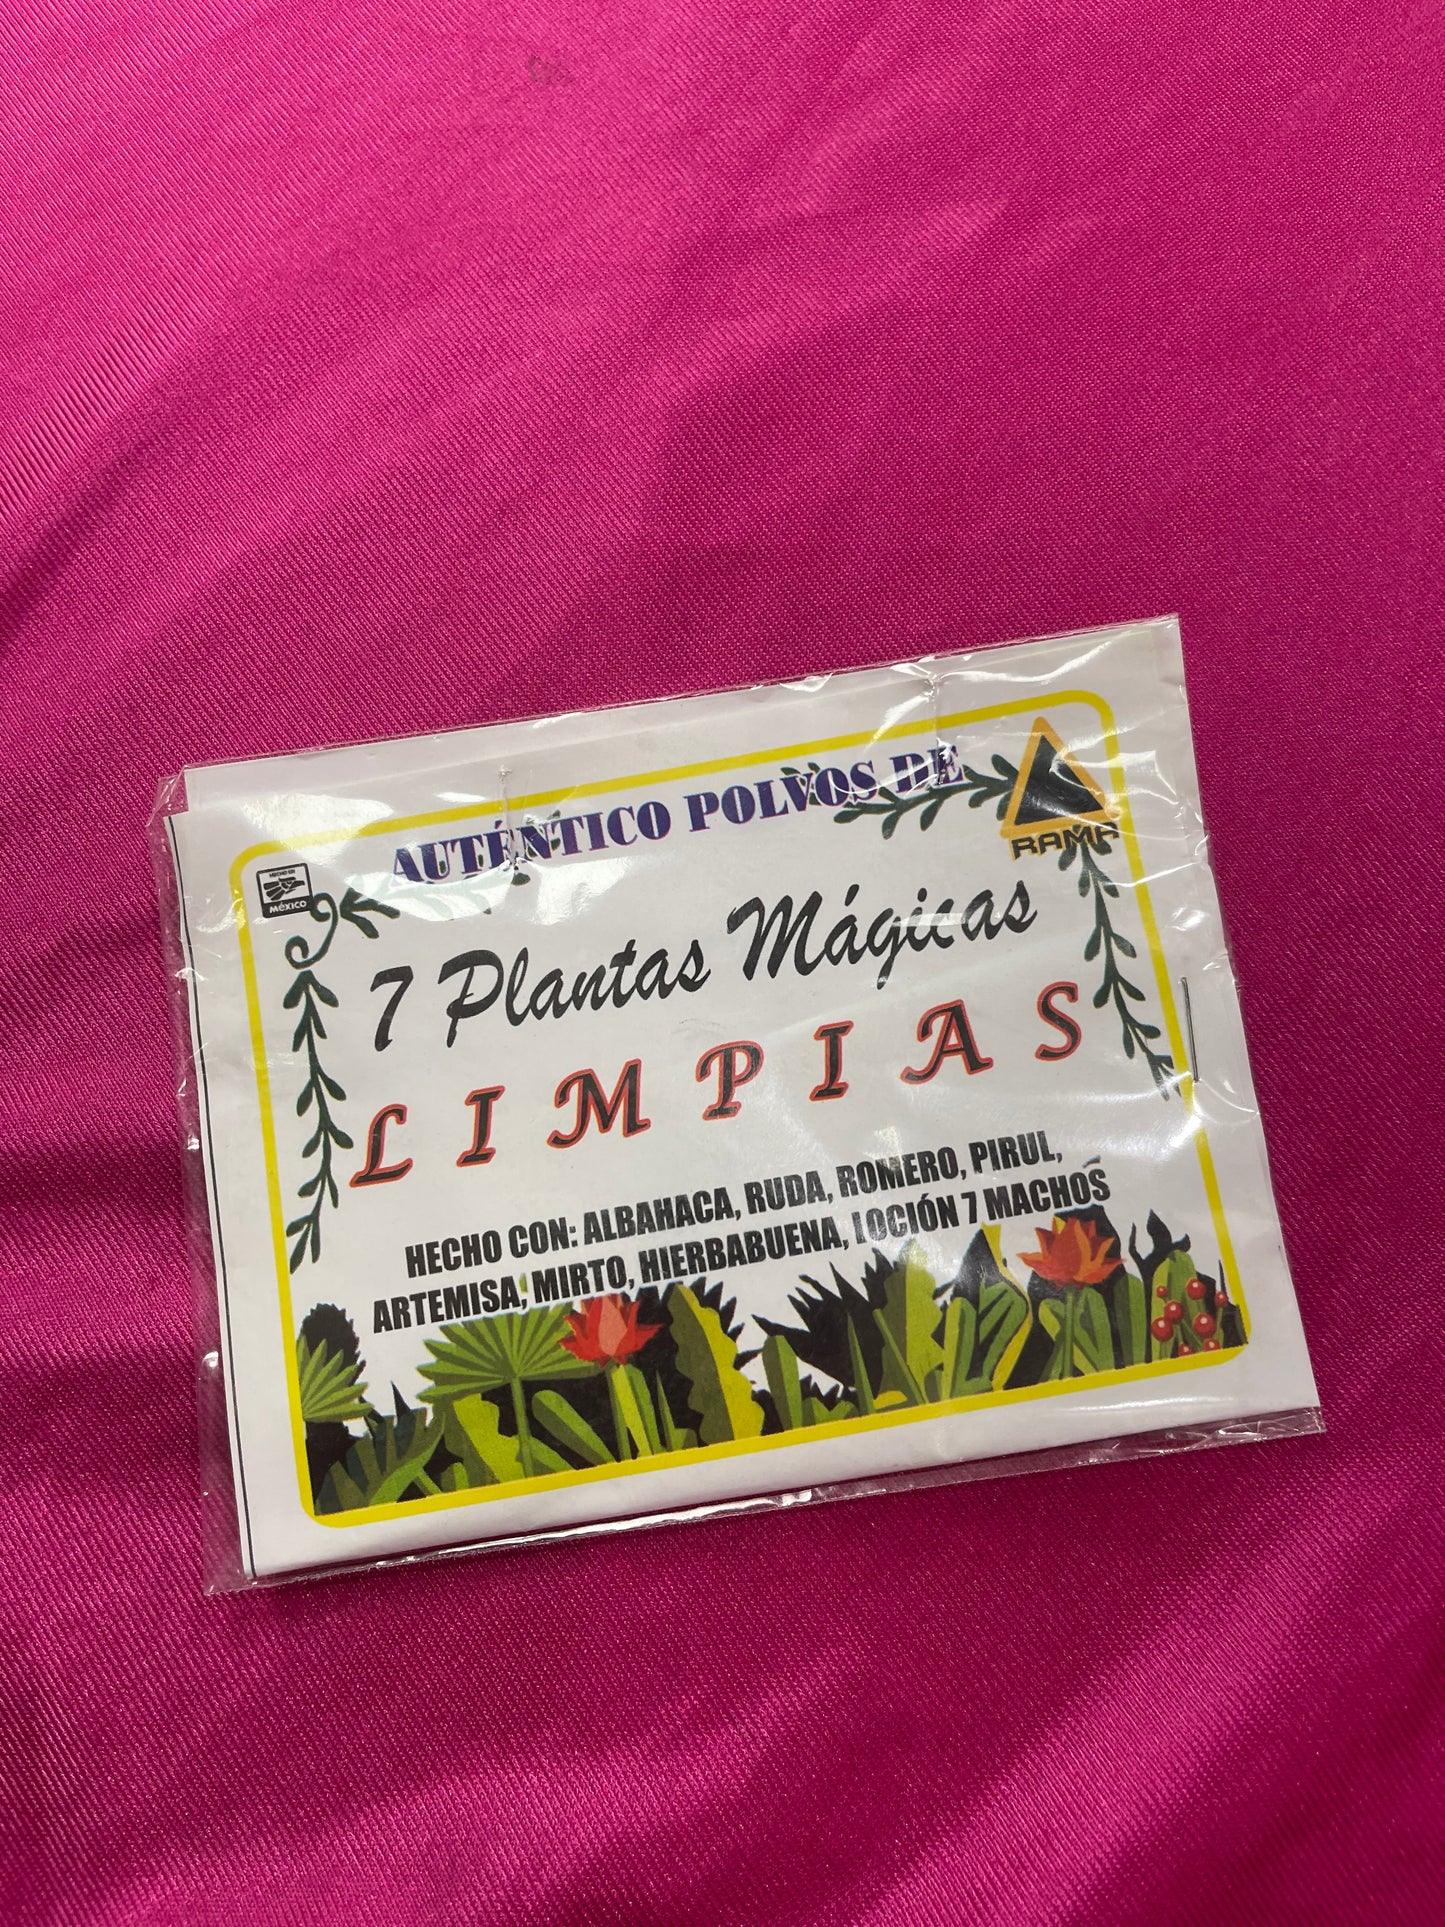 AUTÉNTICO POLVOS DE
RAMA
HECHO EN
MÉXICO
7 Plantas Mágicas
LIMPIAS
HECHO CON: ALBAHACA, RUDA, ROMERO, PIRUL,
ARTEMISA, MIRTO, HIERBABUENA, LOCIÓN 7 MACHOS